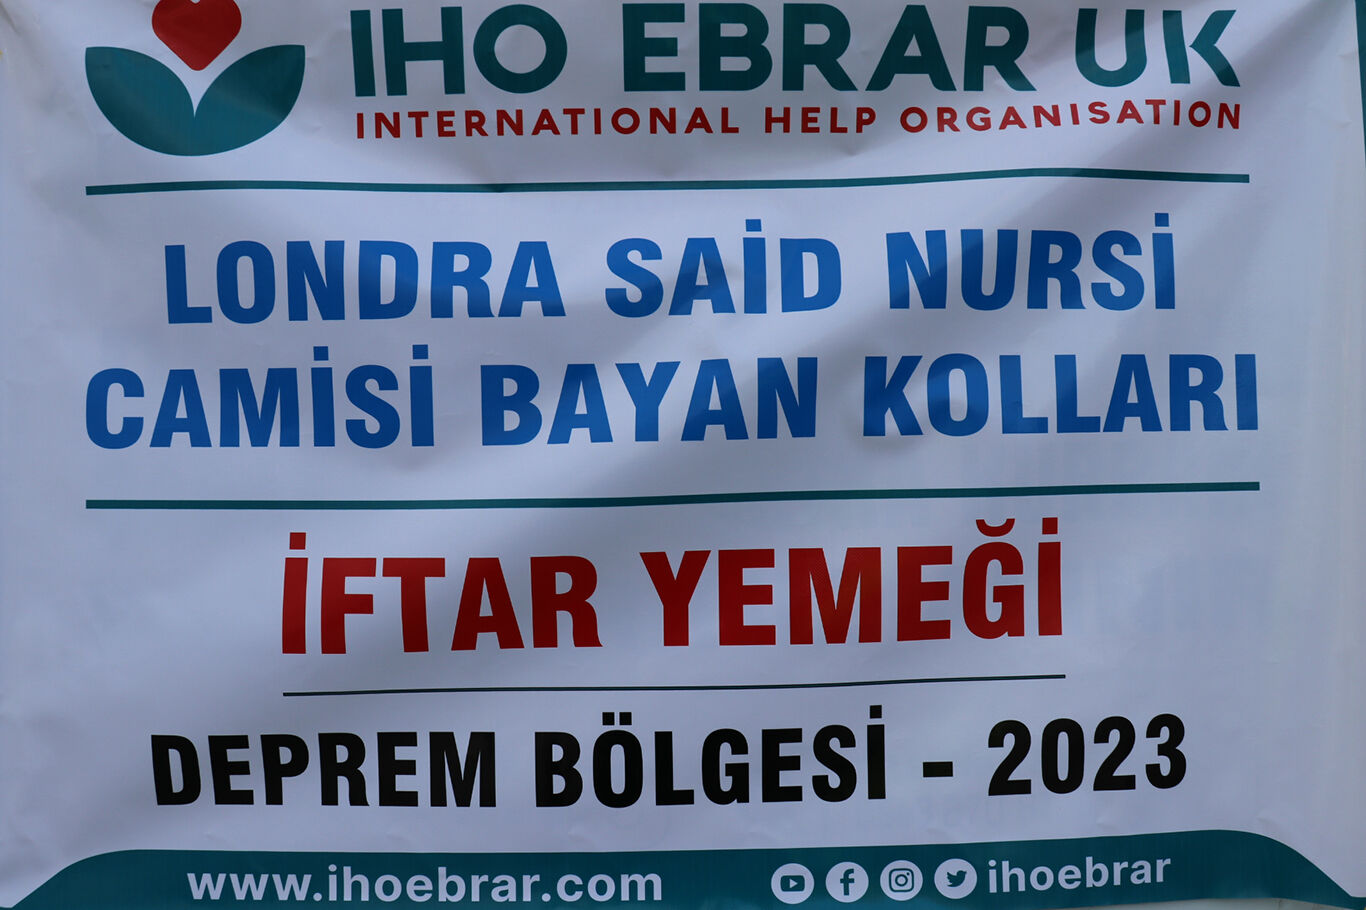 IHO EBRAR UK
INTERNATIONAL HELP ORGANISATION
LONDRA SAİD NURSİ
CAMİSİ BAYAN KOLLARI
İFTAR YEMEĞİ
DEPREM BÖLGESİ - 2023
www.ihoebrar.com ihoebrar